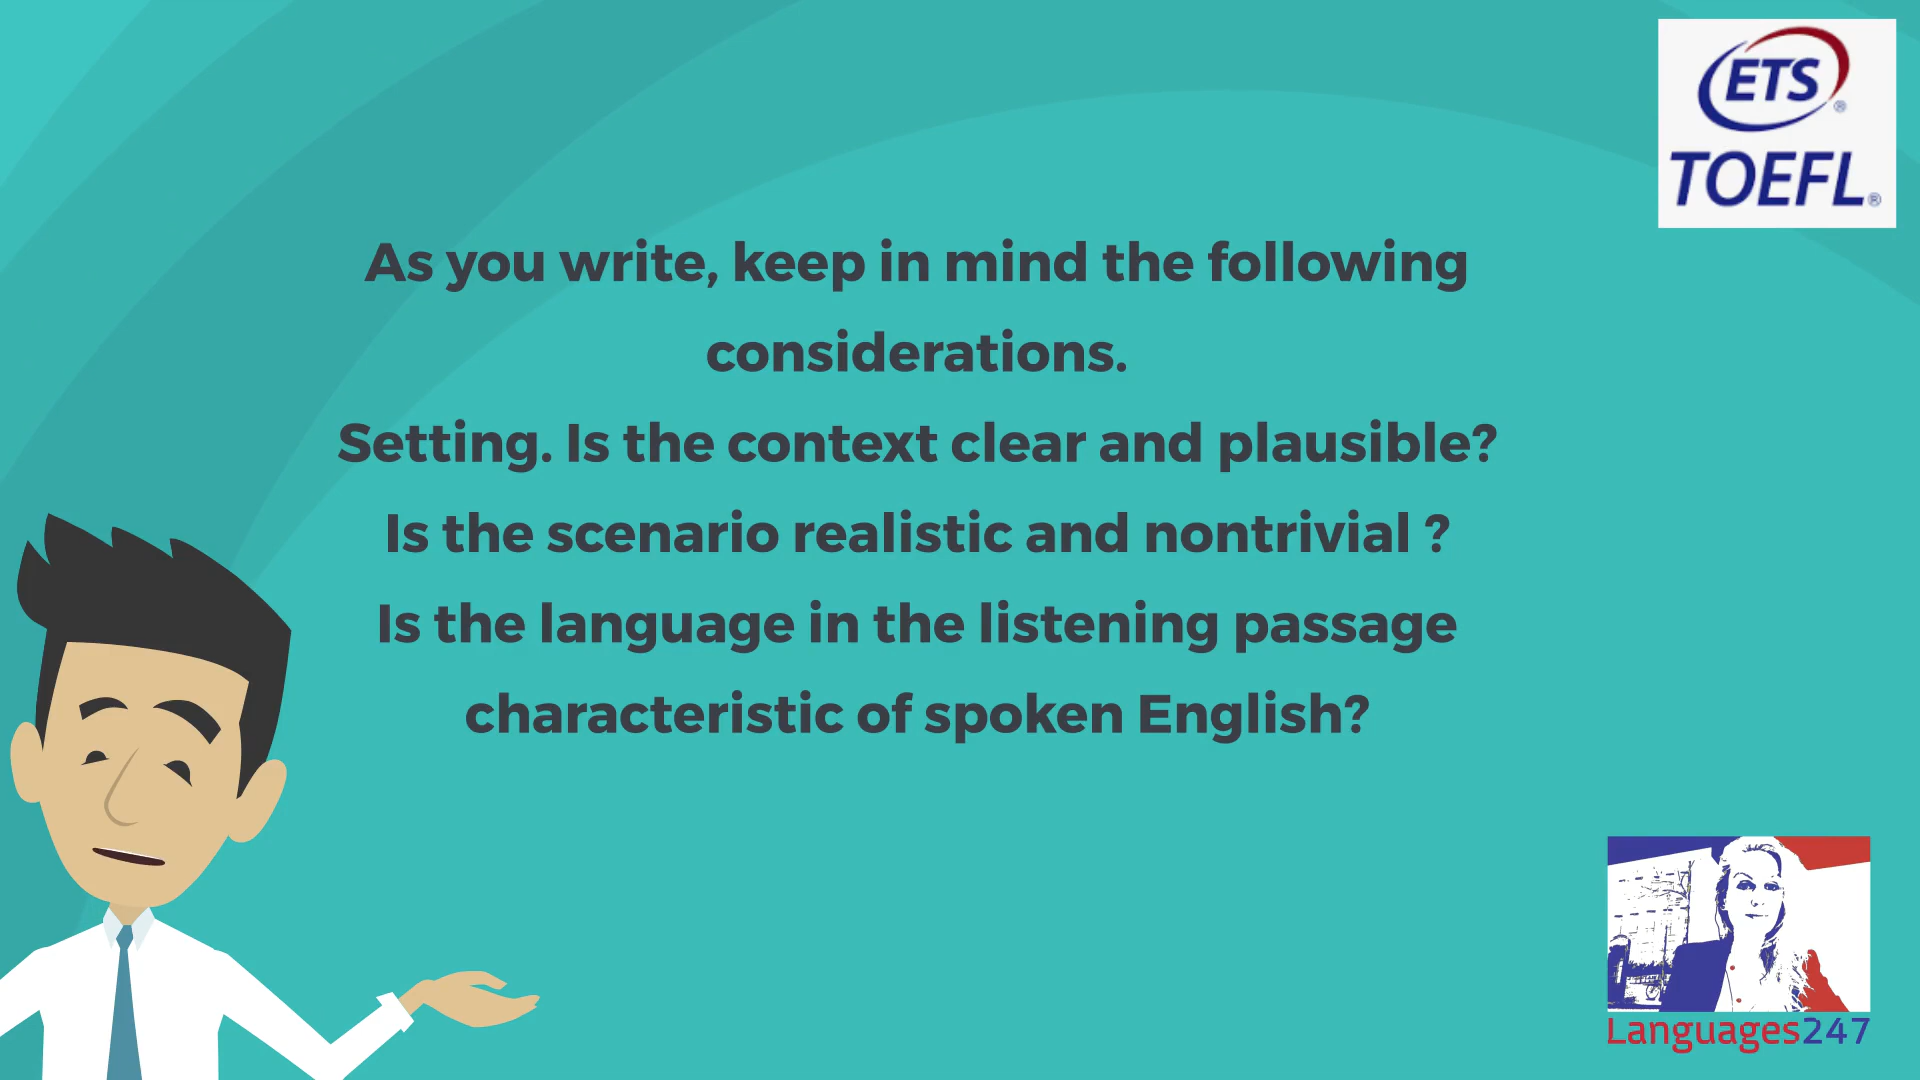 ETS®
TOEFL®
As you write, keep in mind the following
considerations.
Setting. Is the context clear and plausible?
Is the scenario realistic and nontrivial ?
Is the language in the listening passage
characteristic of spoken English?
Languages247